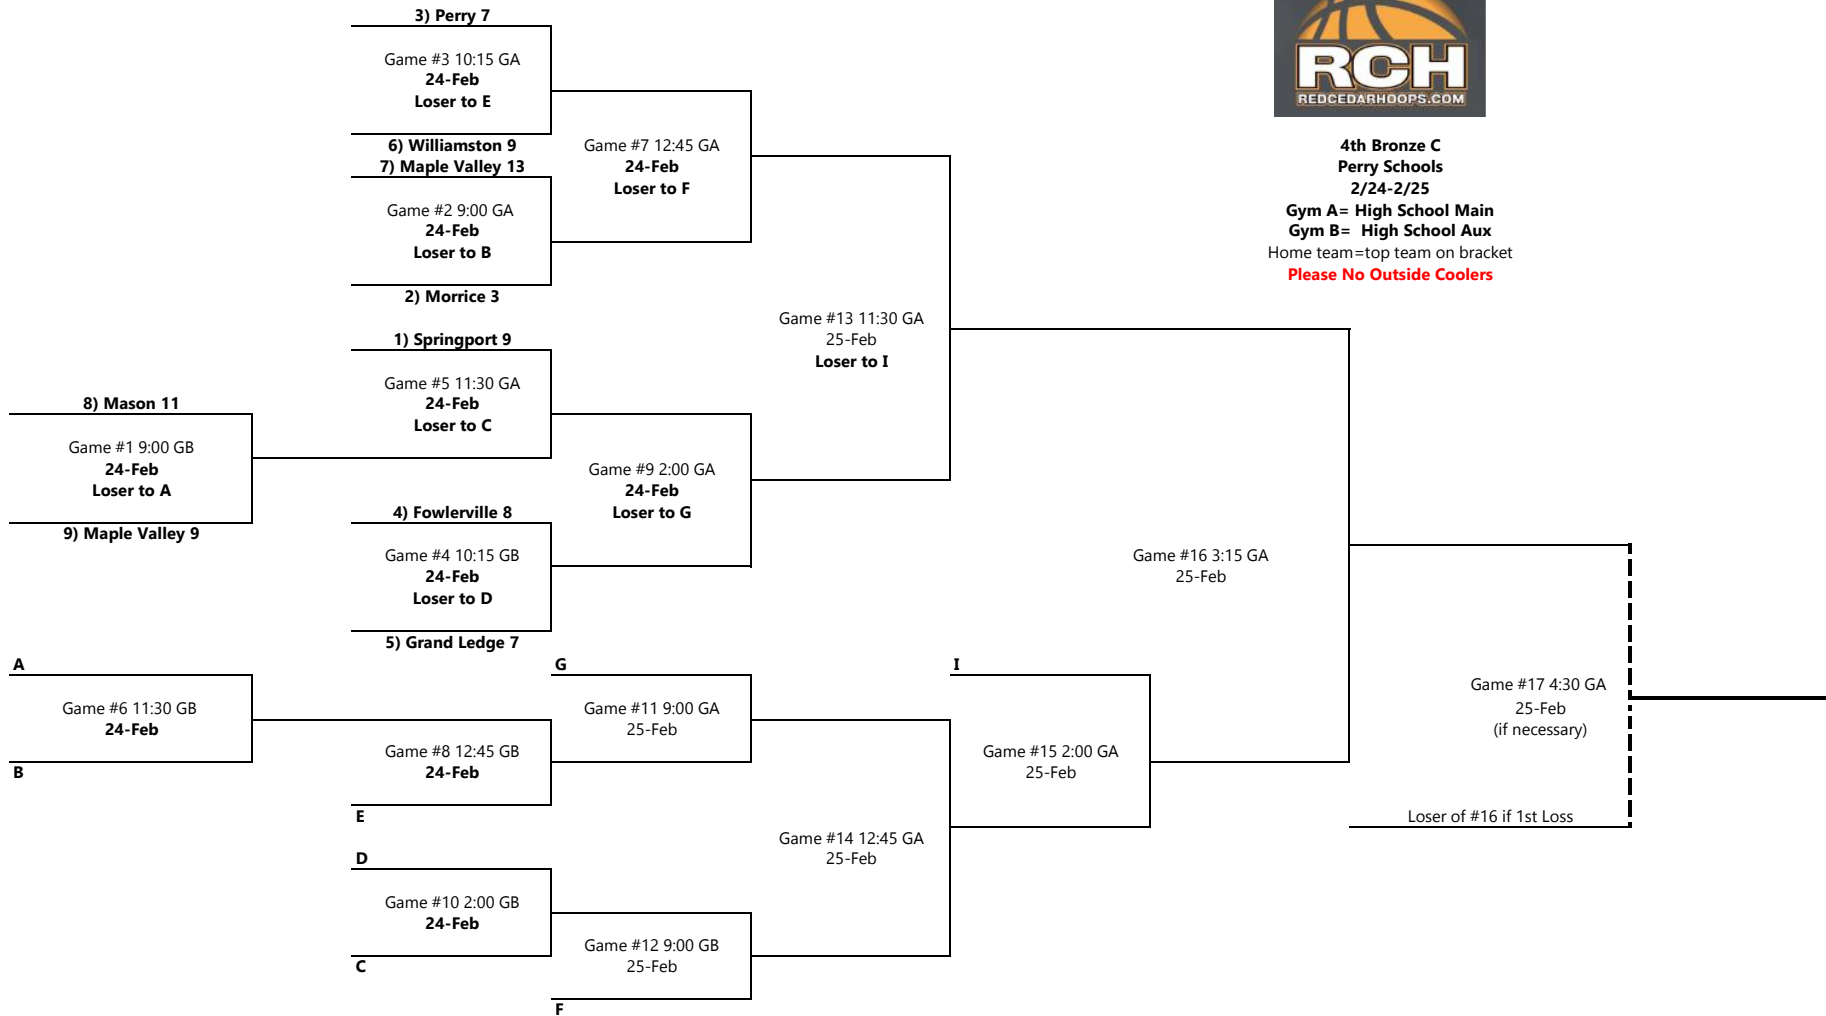 3) Perry 7
Game #3 10:15 GA
24-Feb
Loser to E
6) Williamston 9
7) Maple Valley 13
Game #2 9:00 GA
24-Feb
Loser to B
2) Morrice 3
Game #7 12:45 GA
24-Feb
Loser to F
RCH
REDCEDARHOOPS.COM
4th Bronze C
Perry Schools
2/24-2/25
Gym A= High School Main
Gym B= High School Aux
Home team=top team on bracket
Please No Outside Coolers
1) Springport 9
Game #5 11:30 GA
24-Feb
Loser to C
8) Mason 11
Game #1 9:00 GB
24-Feb
Loser to A
9) Maple Valley 9
4) Fowlerville 8
Game #4 10:15 GB
24-Feb
Loser to D
5) Grand Ledge 7
Game #9 2:00 GA
24-Feb
Loser to G
Game #13 11:30 GA
25-Feb
Loser to I
Game #16 3:15 GA
25-Feb
A
Game #6 11:30 GB
24-Feb
B
Game #8 12:45 GB
24-Feb
E
G
Game #11 9:00 GA
25-Feb
D
Game #10 2:00 GB
24-Feb
C
Game #12 9:00 GB
25-Feb
F
Game #14 12:45 GA
25-Feb
I
Game #15 2:00 GA
25-Feb
Game #17 4:30 GA
25-Feb
(if necessary)
Loser of #16 if 1st Loss